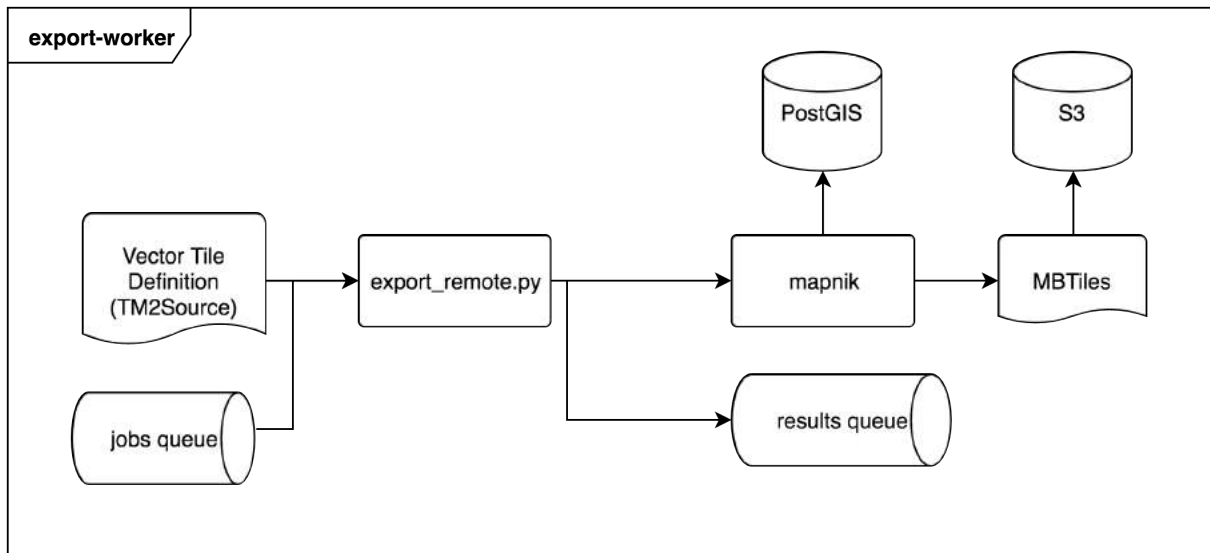 export-worker
PostGIS
S3
Vector Tile
Definition
(TM2Source)
export_remote.py
mapnik
MBTiles
jobs queue
results queue